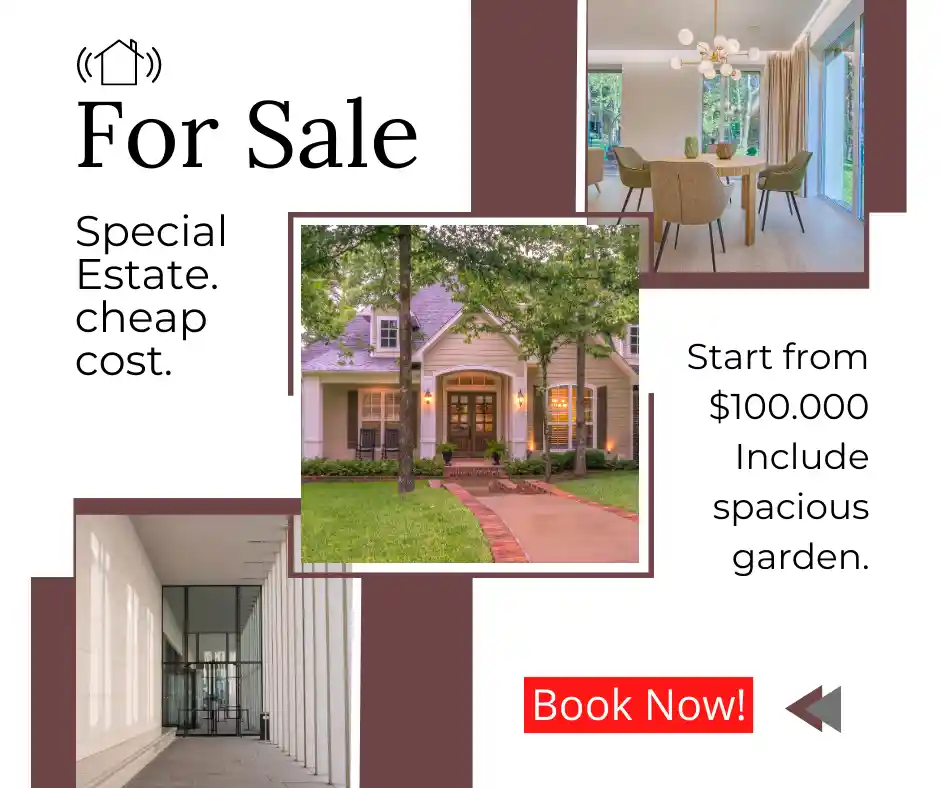 For Sale
Special
Estate.
cheap
cost.
Start from
$100.000
Include
spacious
garden.
Book Now!